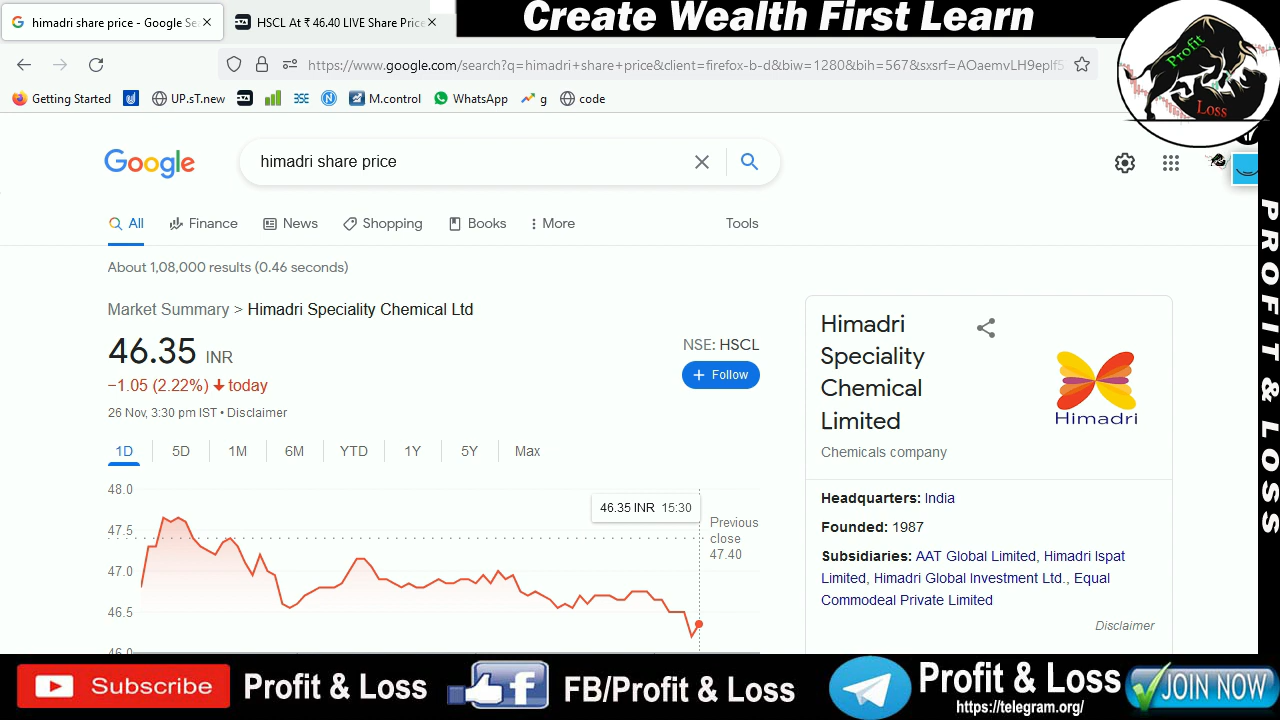 himadri share price - Google Se
HSCL At ₹ 46.40 LIVE Share Price
Create Wealth First Learn
Profit
Loss
https://www.google.com/search?q=himadri+share+price&client=firefox-b-d&biw=1280&bih=567&sxsrf=AOaemvLH9eplf5
Getting Started
UP.sT.new
M.control
WhatsApp
g
code
Google
himadri share price
All
Finance
News
Shopping
Books
More
Tools
About 1,08,000 results (0.46 seconds)
Market Summary > Himadri Speciality Chemical Ltd
46.35 INR
NSE: HSCL
−1.05 (2.22%) ↓ today
+ Follow
26 Nov, 3:30 pm IST • Disclaimer
1D
5D
1M
6M
YTD
1Y
5Y
Max
48.0
47.5
47.0
46.5
46.0
46.35 INR 15:30
Previous
close
47.40
Himadri
Speciality
Chemical
Limited
Himadri
Chemicals company
Headquarters: India
Founded: 1987
Subsidiaries: AAT Global Limited, Himadri Ispat
Limited, Himadri Global Investment Ltd., Equal
Commodeal Private Limited
Disclaimer
PROFIT & LOSS
Subscribe
Profit & Loss
f
FB/Profit & Loss
Profit & Loss
https://telegram.org/
JOIN NOW